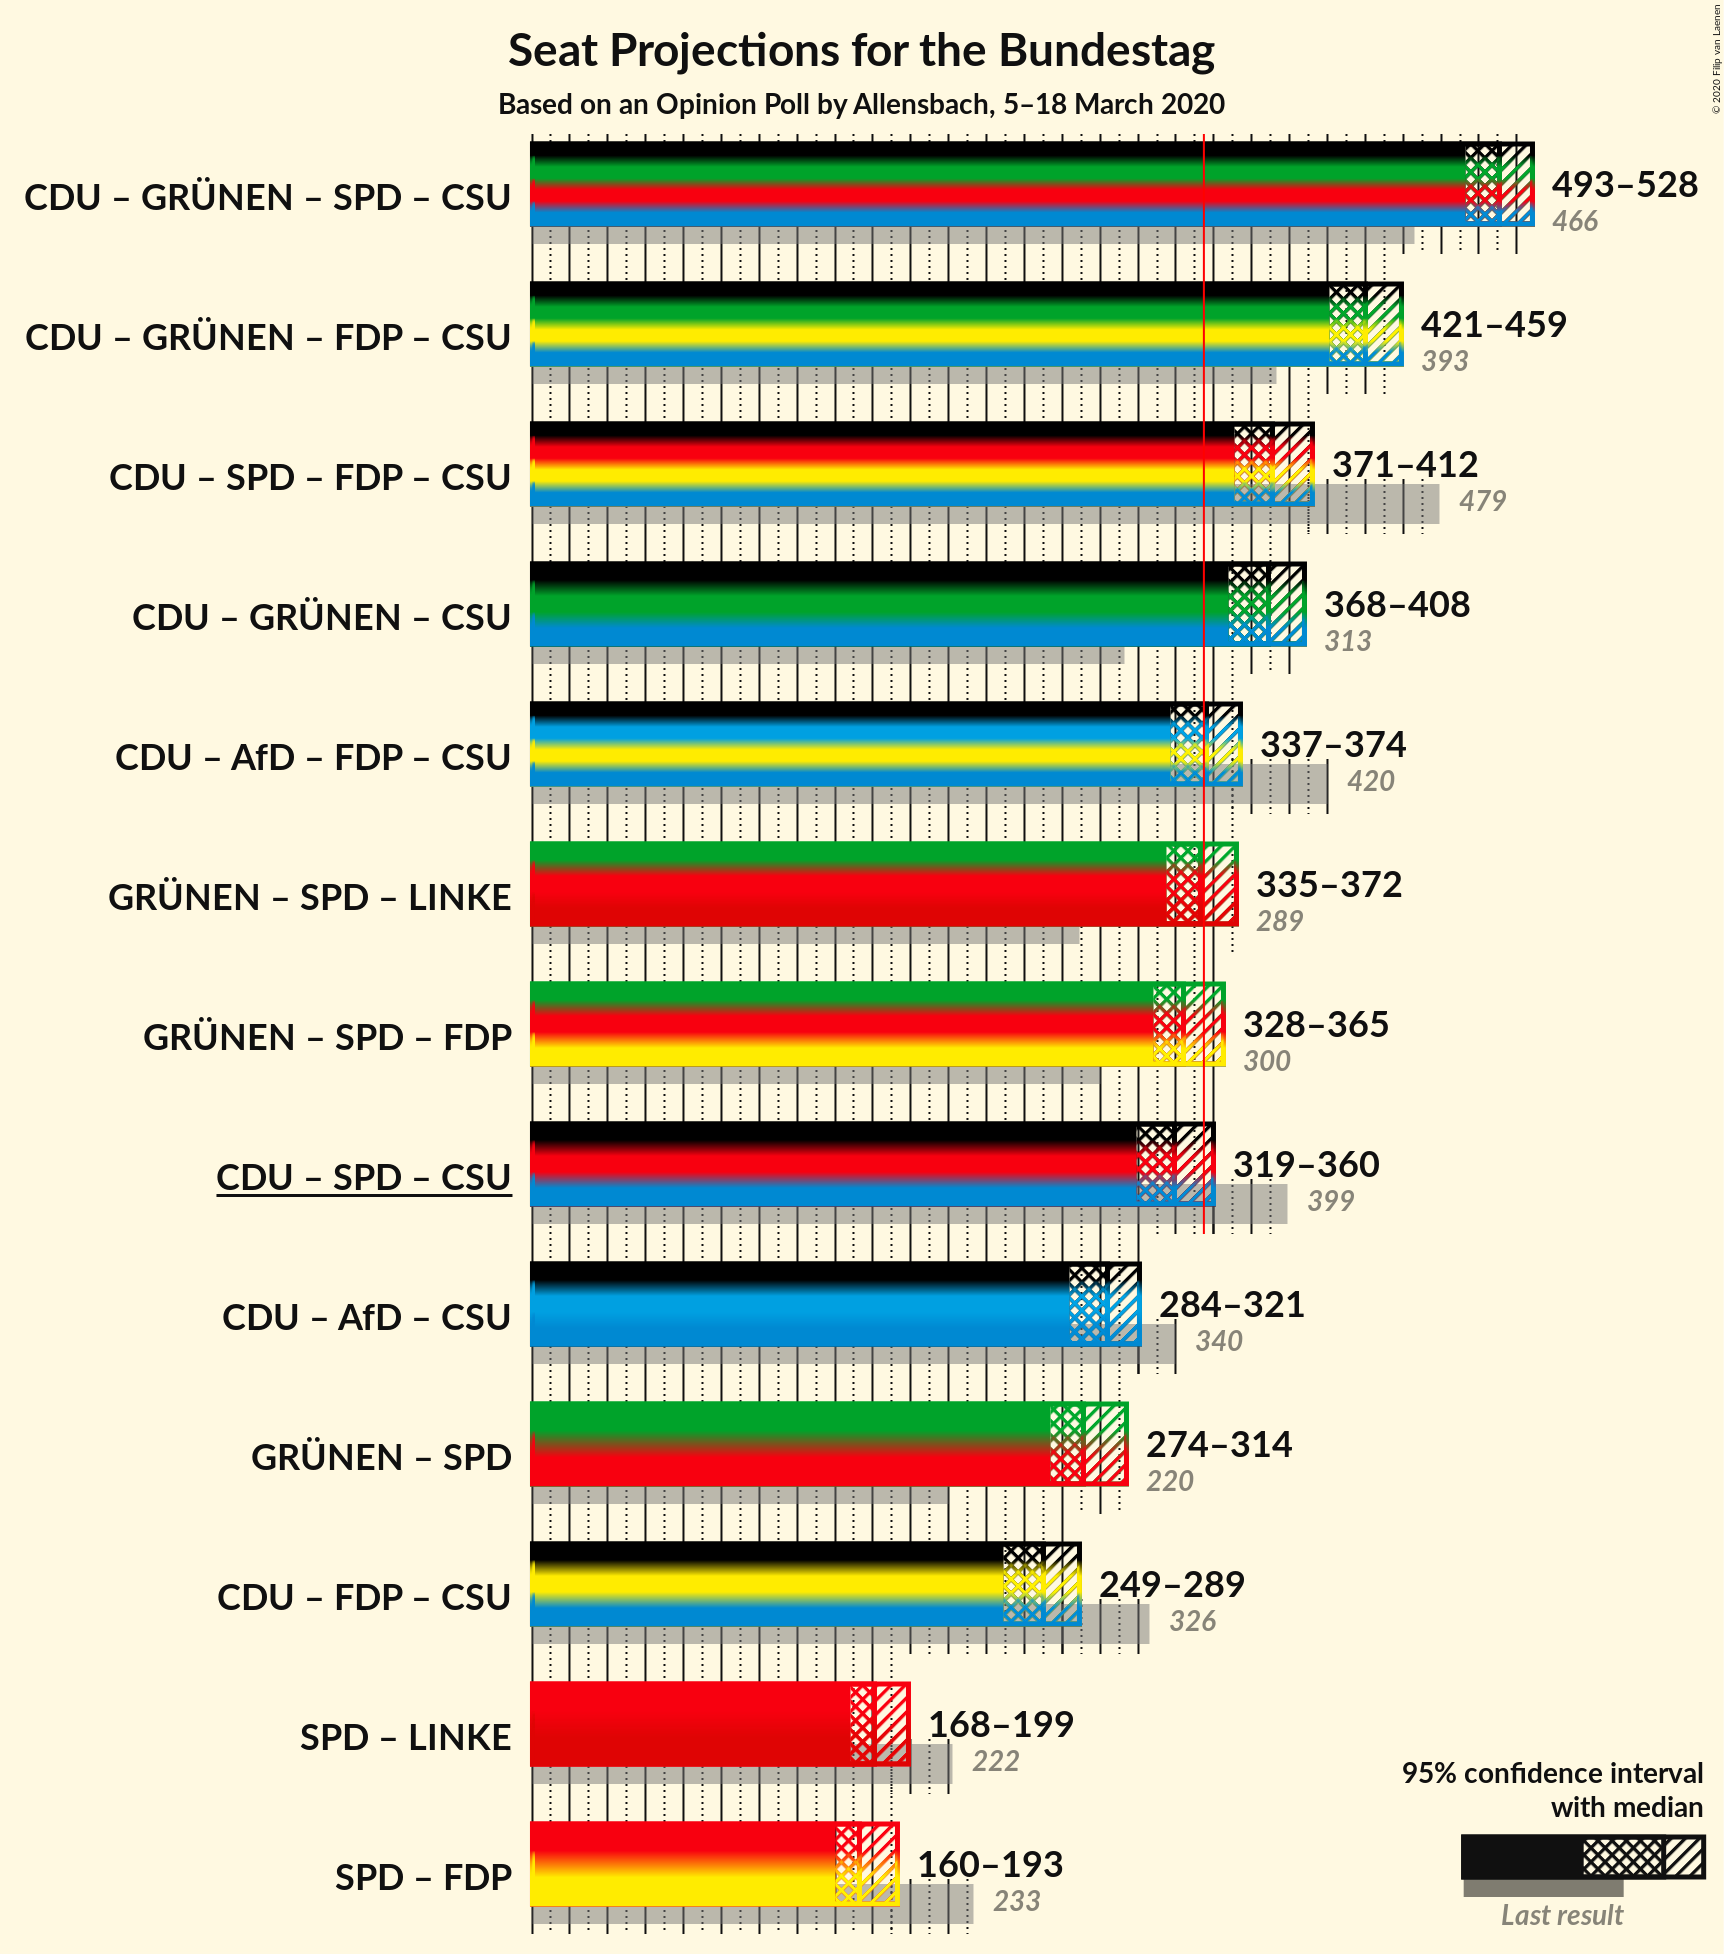 Seat Projections for the Bundestag
Based on an Opinion Poll by Allensbach, 5–18 March 2020
© 2020 Filip van Laenen
CDU – GRÜNEN – SPD – CSU
493–528
466
CDU – GRÜNEN – FDP – CSU
421–459
393
CDU – SPD – FDP – CSU
371–412
479
CDU – GRÜNEN – CSU
368–408
313
CDU – AfD – FDP – CSU
337–374
420
GRÜNEN – SPD – LINKE
335–372
289
GRÜNEN – SPD – FDP
328–365
300
CDU – SPD – CSU
319–360
399
CDU – AfD – CSU
284–321
340
GRÜNEN – SPD
274–314
220
CDU – FDP – CSU
249–289
326
SPD – LINKE
168–199
222
SPD – FDP
160–193
233
95% confidence interval
with median
Last result